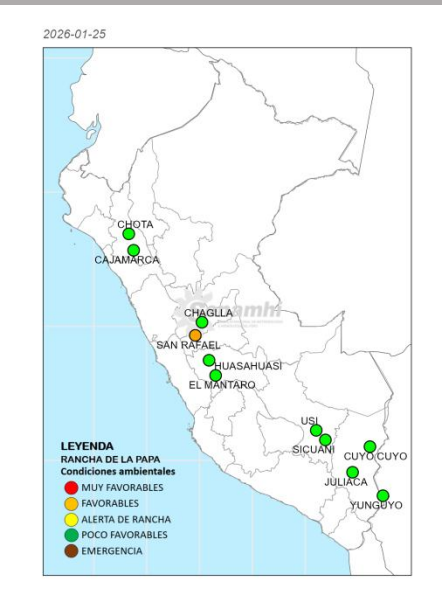 2026-01-25
CHOTA
CAJAMARCA
CHAGLLA
Senamhi
SAN RAFAEL
HUASAHUASI
EL MANTARO
USI
SICUANI
CUYO CUYO
JULIACA
YUNGUYO
LEYENDA
RANCHA DE LA PAPA
Condiciones ambientales
MUY FAVORABLES
FAVORABLES
ALERTA DE RANCHA
POCO FAVORABLES
EMERGENCIA